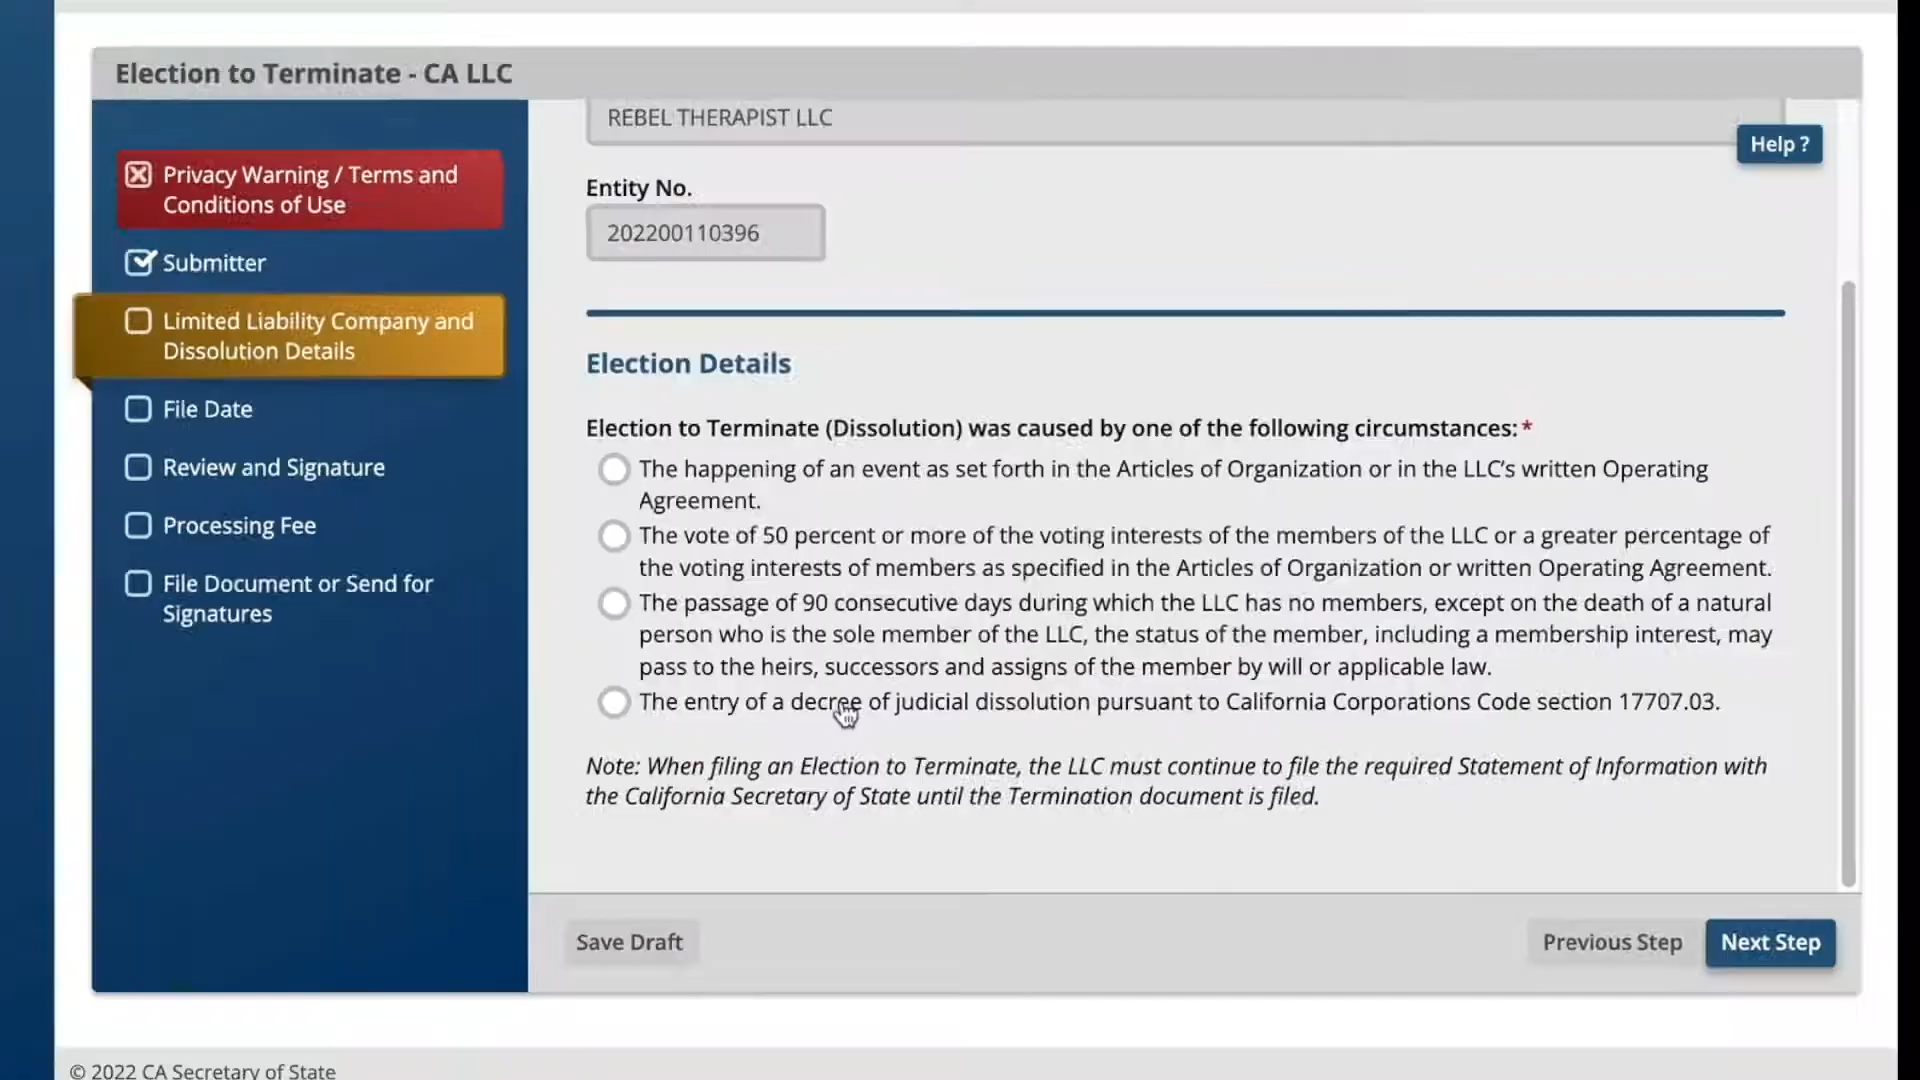 Election to Terminate - CA LLC
Privacy Warning / Terms and
Conditions of Use
Submitter
Limited Liability Company and
Dissolution Details
File Date
Review and Signature
Processing Fee
File Document or Send for
Signatures
REBEL THERAPIST LLC
Help ?
Entity No.
202200110396
Election Details
Election to Terminate (Dissolution) was caused by one of the following circumstances:*
The happening of an event as set forth in the Articles of Organization or in the LLC’s written Operating
Agreement.
The vote of 50 percent or more of the voting interests of the members of the LLC or a greater percentage of
the voting interests of members as specified in the Articles of Organization or written Operating Agreement.
The passage of 90 consecutive days during which the LLC has no members, except on the death of a natural
person who is the sole member of the LLC, the status of the member, including a membership interest, may
pass to the heirs, successors and assigns of the member by will or applicable law.
The entry of a decree of judicial dissolution pursuant to California Corporations Code section 17707.03.
Note: When filing an Election to Terminate, the LLC must continue to file the required Statement of Information with
the California Secretary of State until the Termination document is filed.
Save Draft
Previous Step
Next Step
© 2022 CA Secretary of State